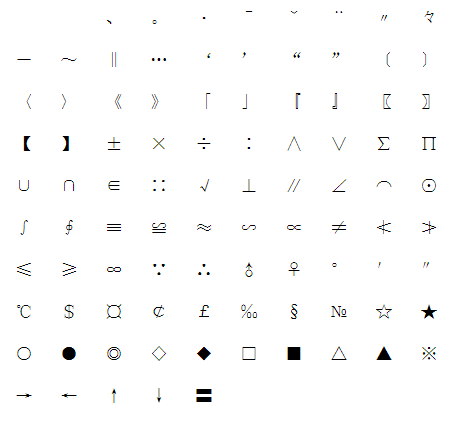 、 。 · ˉ ˇ ¨ 〃 々
— ～ ‖ … ‘ ’ “ ” 〔 〕
〈 〉 《 》 「 」 『 』 〖 〗
【 】 ± × ÷ ∶ ∧ ∨ ∑ ∏
∪ ∩ ∈ ∷ √ ⊥ ∥ ∠ ⌒ ⊙
∫ ∮ ≡ ≌ ≈ ∽ ∝ ≠ ≮ ≯
≤ ≥ ∞ ∵ ∴ ♂ ♀ ° ′ ″
℃ $ ¤ ¢ £ ‰ § № ☆ ★
○ ● ◎ ◇ ◆ □ ■ △ ▲ ※
→ ← ↑ ↓ 〓